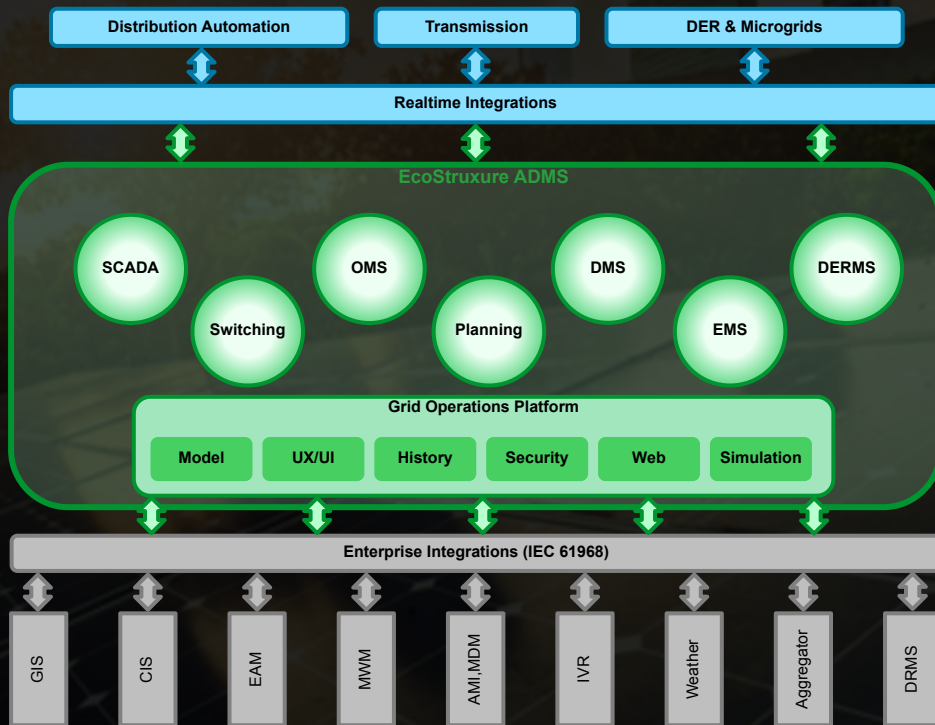 Distribution Automation
Transmission
DER & Microgrids
Realtime Integrations
EcoStruxure ADMS
SCADA
OMS
DMS
DERMS
Switching
Planning
EMS
Grid Operations Platform
Model
UX/UI
History
Security
Web
Simulation
Enterprise Integrations (IEC 61968)
GIS
CIS
EAM
MWM
AMI,MDM
IVR
Weather
Aggregator
DRMS